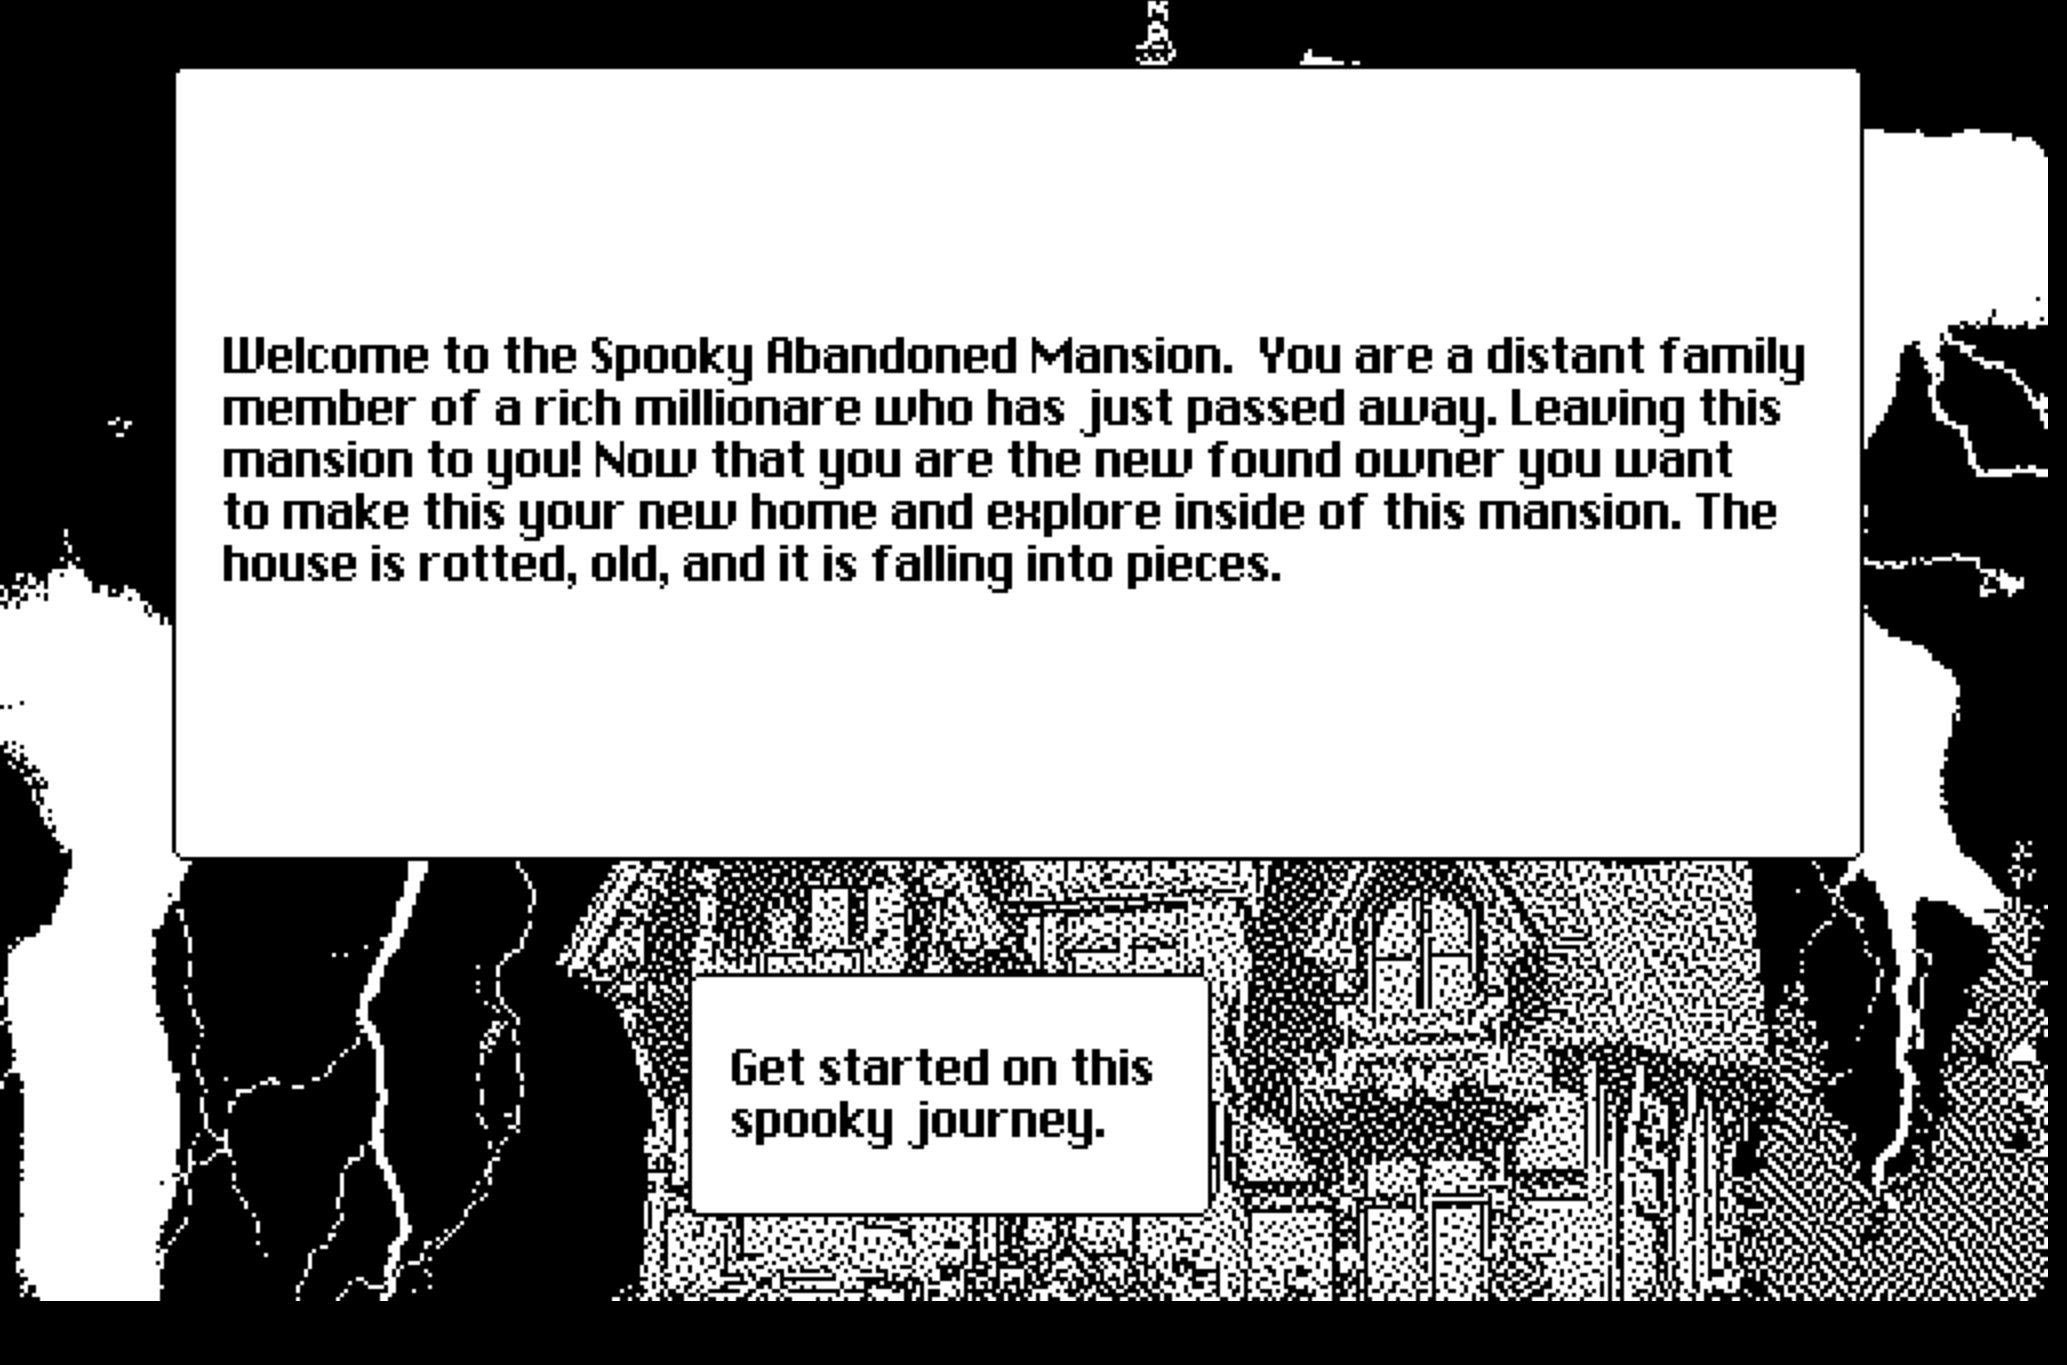 Welcome to the Spooky Abandoned Mansion.  You are a distant family
member of a rich millionare who has just passed away. Leaving this
mansion to you! Now that you are the new found owner you want
to make this your new home and explore inside of this mansion. The
house is rotted, old, and it is falling into pieces.
Get started on this
spooky journey.